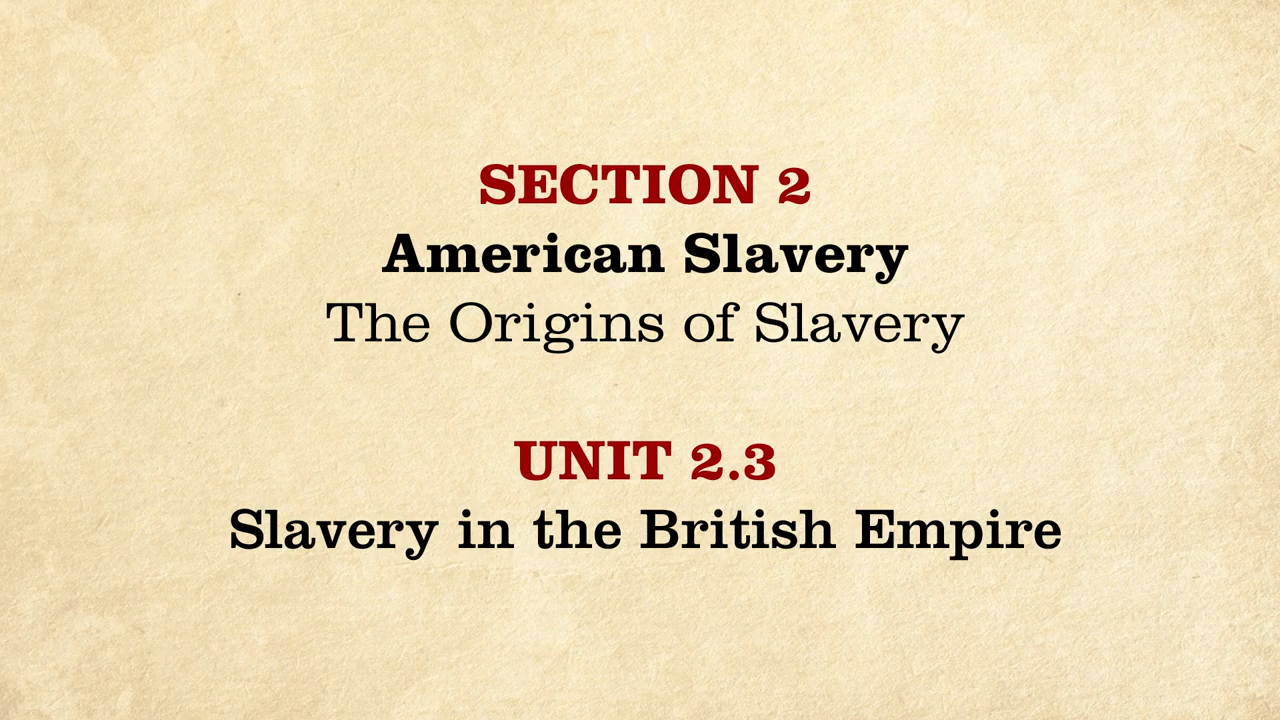 SECTION 2
American Slavery
The Origins of Slavery
UNIT 2.3
Slavery in the British Empire